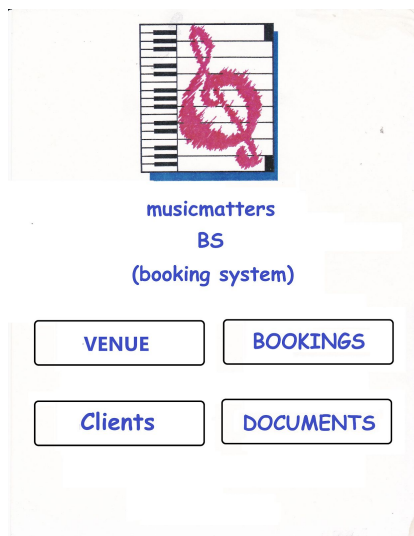 musicmatters
BS
(booking system)
VENUE
BOOKINGS
Clients
DOCUMENTS